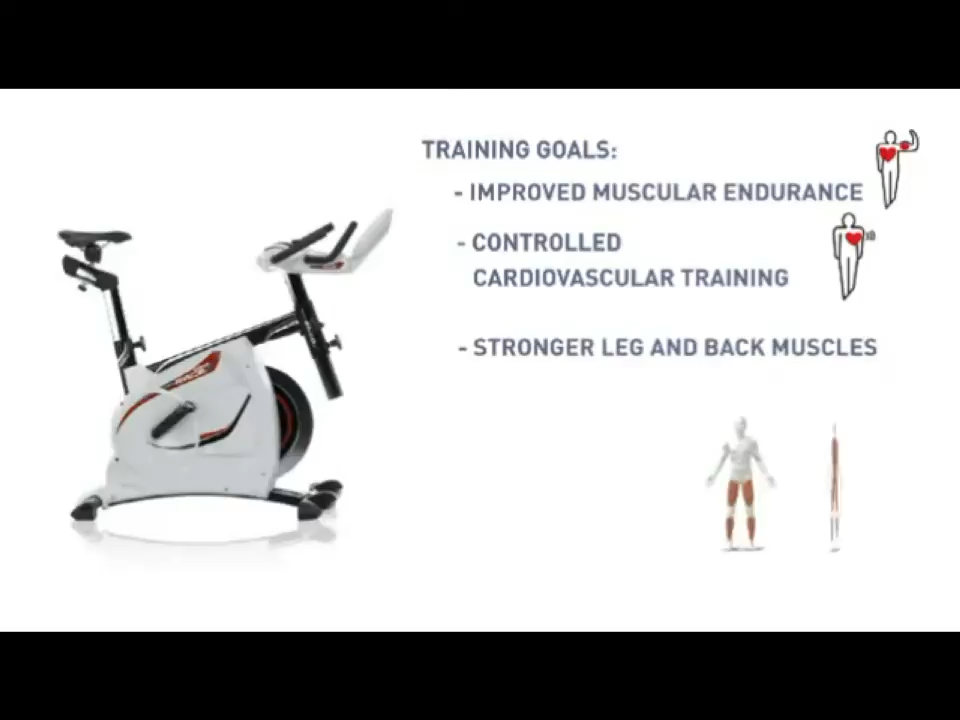 TRAINING GOALS:
- IMPROVED MUSCULAR ENDURANCE
- CONTROLLED
CARDIOVASCULAR TRAINING
- STRONGER LEG AND BACK MUSCLES